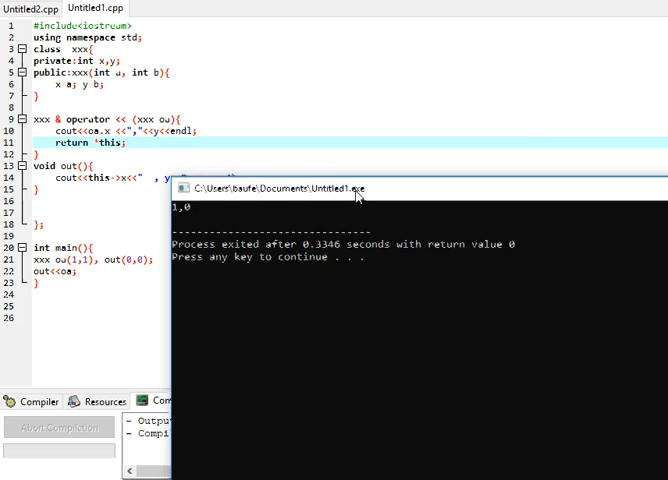 Untitled2.cpp Untitled1.cpp
1 #include<iostream>
2 using namespace std;
3 class xxx{
4 private:int x,y;
5 public:xxx(int a, int b){
6 x=a; y=b;
7 }
8
9 xxx & operator << (xxx oa){
10 cout<<oa.x <<","<<y<<endl;
11 return *this;
12 }
13 void out(){
14 cout<<this->x<<" , y
15 }
16
17
18 };
19
20 int main(){
21 xxx oa(1,1), out(0,0);
22 out<<oa;
23 }
24
25
26
C:\Users\baufe\Documents\Untitled1.exe
1,0
--------------------------------
Process exited after 0.3346 seconds with return value 0
Press any key to continue . . .
Compiler Resources Com
Abort Compilation
- Outpu
- Compi